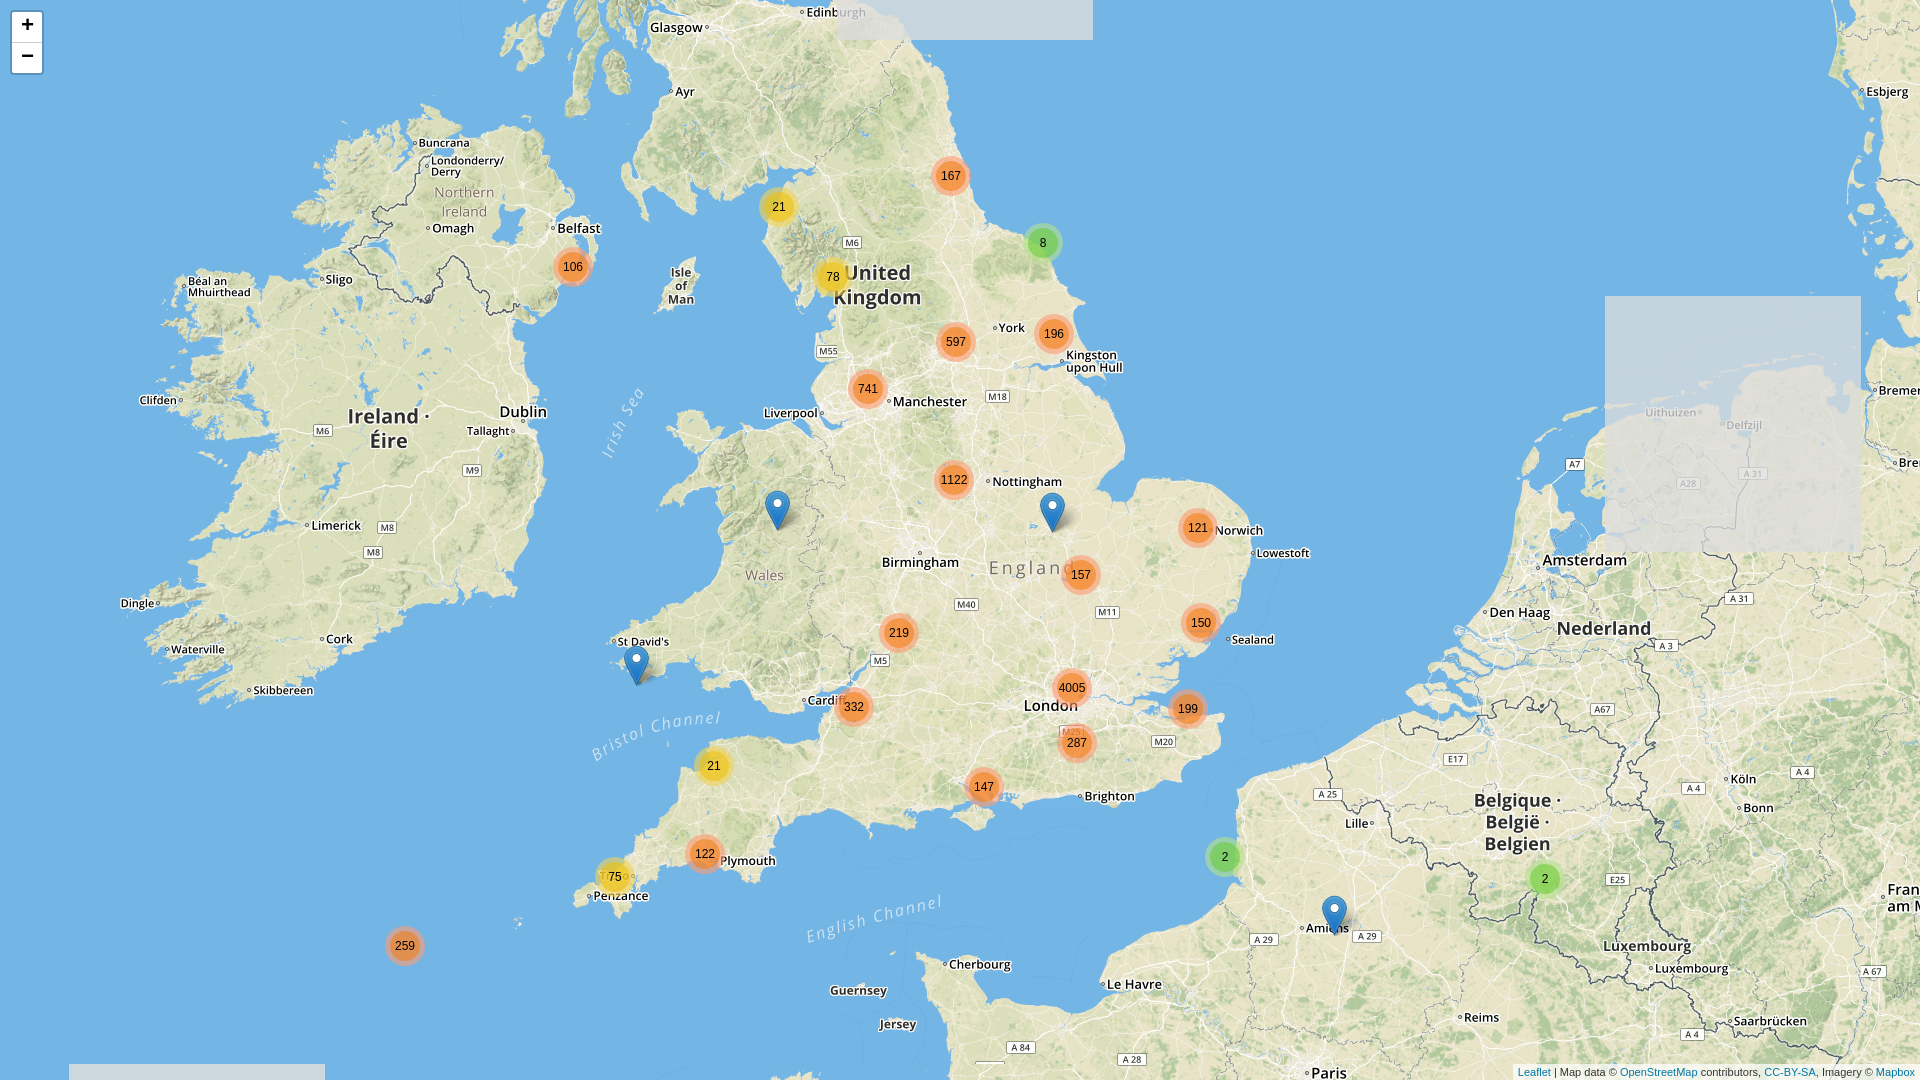 +
−
Edinburgh
Glasgow
Ayr
Esbjerg
Buncrana
Londonderry/
Derry
Northern
Ireland
Omagh
Belfast
167
21
8
M6
106
Sligo
Béal an
Mhuirthead
Isle
of
Man
78
United
Kingdom
York
196
597
M55
Kingston
upon Hull
741
Manchester
M18
Liverpool
Clifden
Ireland ·
Éire
Dublin
Tallaght
M6
M9
Irish Sea
Uithuizen
Delfzijl
A7
A 31
A28
1122
Nottingham
Limerick
M8
M8
121
Norwich
Lowestoft
Birmingham
England
157
Wales
Amsterdam
Dingle
M40
M11
A 31
Den Haag
Nederland
219
150
Sealand
Cork
Waterville
St David's
M5
A 3
Skibbereen
4005
London
Cardiff
332
199
A67
Bristol Channel
M25
287
M20
E17
21
147
Brighton
A 25
Köln
A 4
A 4
Bonn
Belgique ·
België ·
Belgien
Lille
122
Plymouth
2
75
Penzance
2
E25
English Channel
Amiens
A 29
A 29
259
Luxembourg
Luxembourg
Cherbourg
A 67
Le Havre
Guernsey
Jersey
Reims
Saarbrücken
A 84
A 28
A 4
Paris
Leaflet | Map data © OpenStreetMap contributors, CC-BY-SA, Imagery © Mapbox